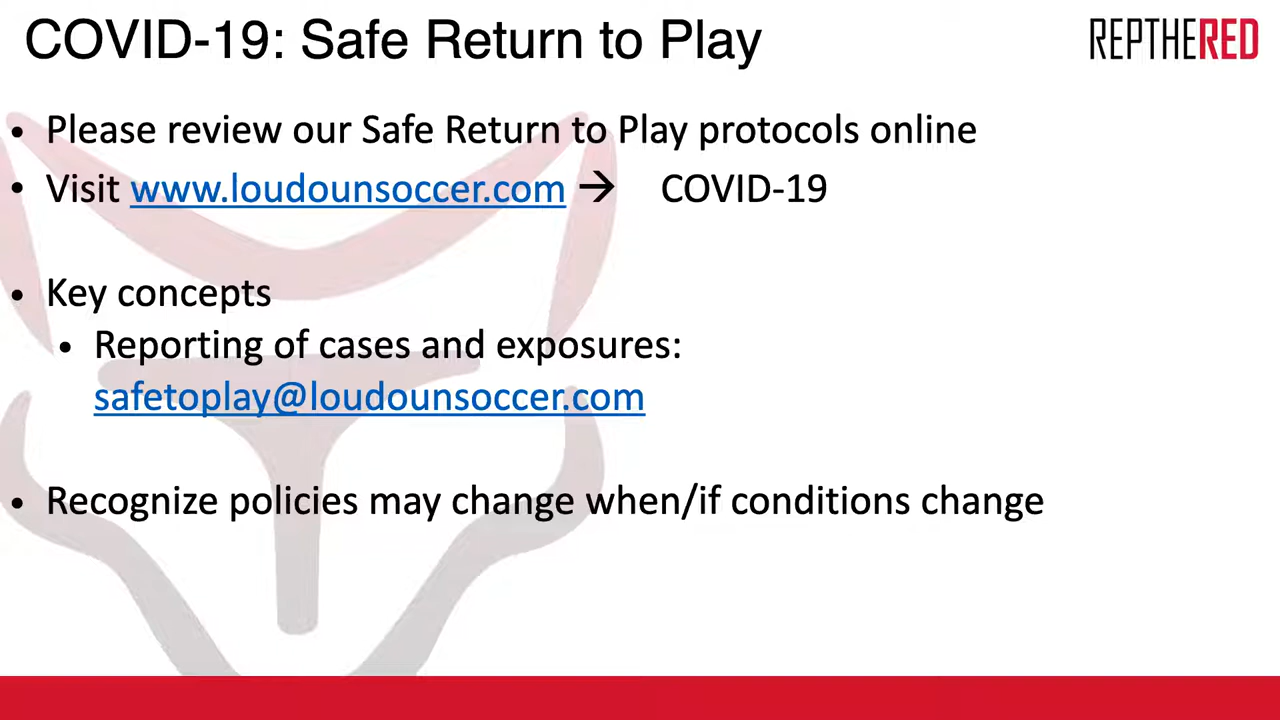 COVID-19: Safe Return to Play
REPTHERED
• Please review our Safe Return to Play protocols online
• Visit www.loudounsoccer.com → COVID-19
• Key concepts
• Reporting of cases and exposures:
safetoplay@loudounsoccer.com
• Recognize policies may change when/if conditions change